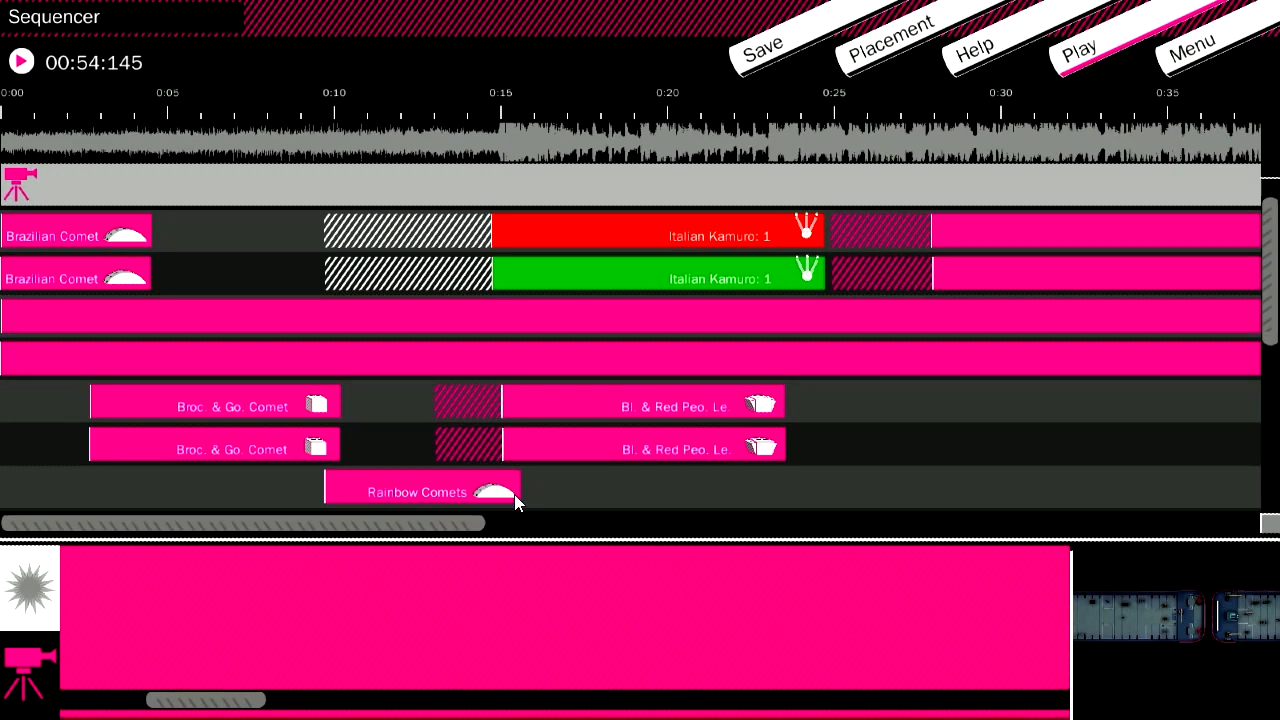 Sequencer
Save
Placement
Help
Play
Menu
00:54:145
0:00
0:05
0:10
0:15
0:20
0:25
0:30
0:35
Brazilian Comet
Italian Kamuro: 1
Brazilian Comet
Italian Kamuro: 1
Broc. & Go. Comet
Bl. & Red Peo. Le.
Broc. & Go. Comet
Bl. & Red Peo. Le.
Rainbow Comets